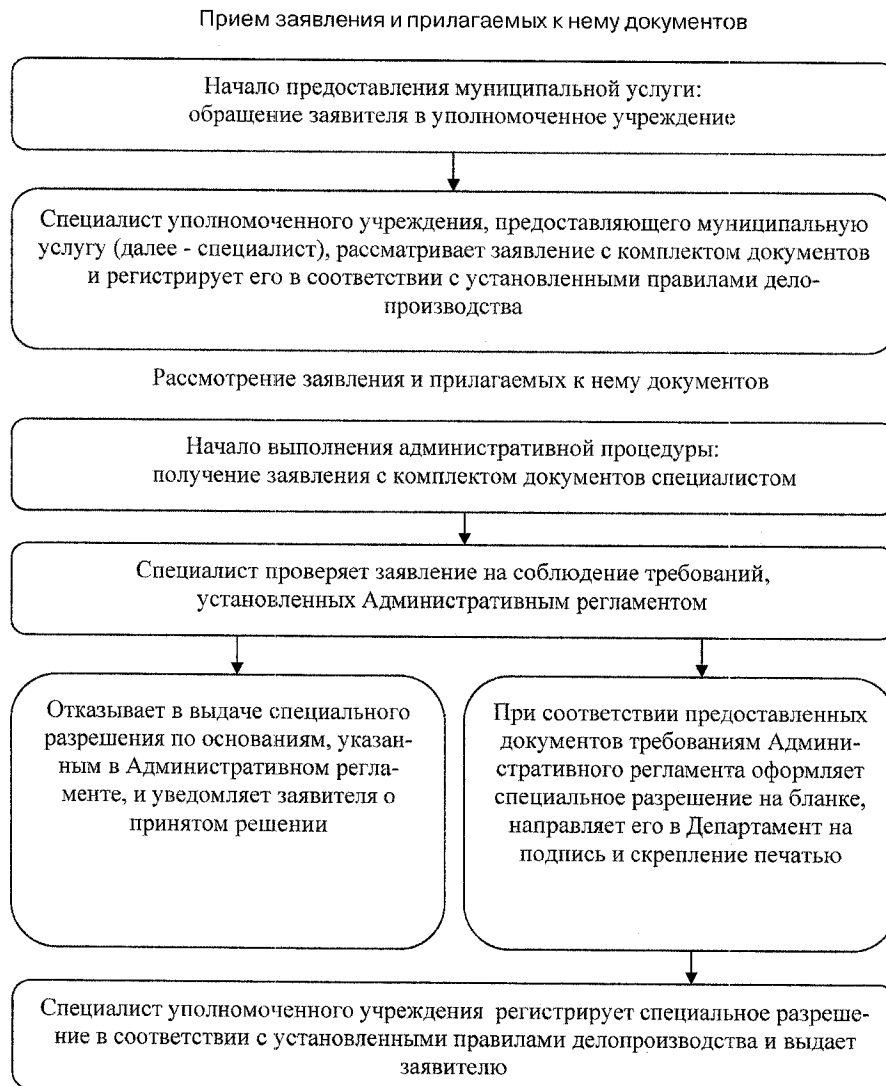 Прием заявления и прилагаемых к нему документов
Начало предоставления муниципальной услуги:
обращение заявителя в уполномоченное учреждение
Специалист уполномоченного учреждения, предоставляющего муниципальную
услугу (далее - специалист), рассматривает заявление с комплектом документов
и регистрирует его в соответствии с установленными правилами дело-
производства
Рассмотрение заявления и прилагаемых к нему документов
Начало выполнения административной процедуры:
получение заявления с комплектом документов специалистом
Специалист проверяет заявление на соблюдение требований,
установленных Административным регламентом
Отказывает в выдаче специального
разрешения по основаниям, указан-
ным в Административном регла-
менте, и уведомляет заявителя о
принятом решении
При соответствии предоставленных
документов требованиям Админи-
стративного регламента оформляет
специальное разрешение на бланке,
направляет его в Департамент на
подпись и скрепление печатью
Специалист уполномоченного учреждения регистрирует специальное разреше-
ние в соответствии с установленными правилами делопроизводства и выдает
заявителю